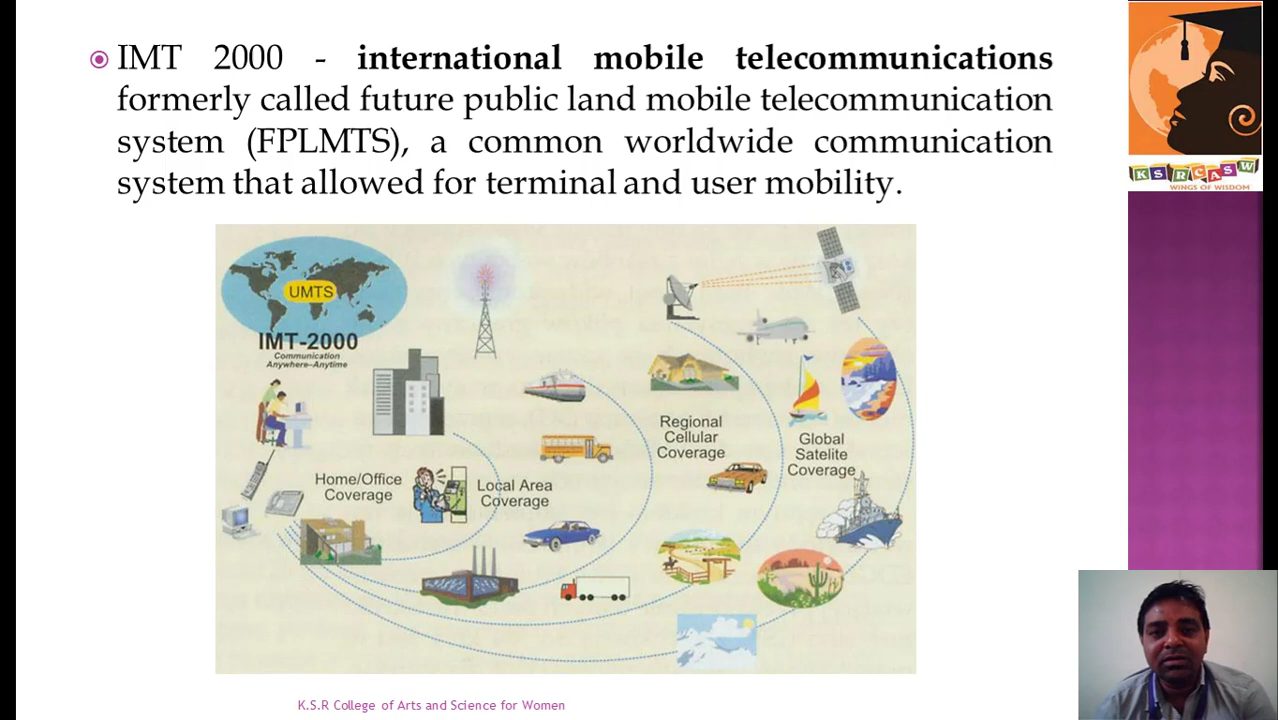 IMT 2000 - international mobile telecommunications
formerly called future public land mobile telecommunication
system (FPLMTS), a common worldwide communication
system that allowed for terminal and user mobility.
UMTS
IMT-2000
Communication
Anywhere–Anytime
Home/Office
Coverage
Local Area
Coverage
Regional
Cellular
Coverage
Global
Satelite
Coverage
KSRCASW
WINGS OF WISDOM
K.S.R College of Arts and Science for Women